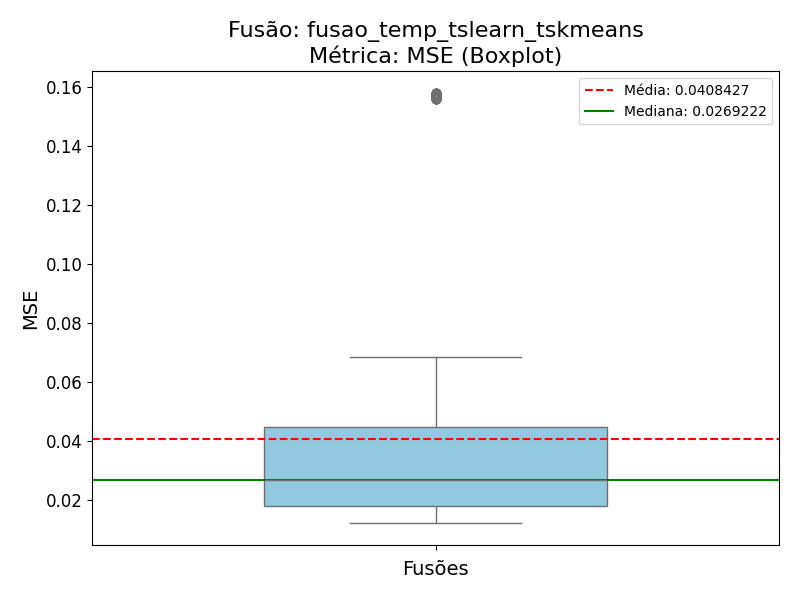 Fusão: fusao_temp_tslearn_tskmeans
Métrica: MSE (Boxplot)
0.16
Média: 0.0408427
Mediana: 0.0269222
0.14
0.12
0.10
0.08
0.06
0.04
0.02
MSE
Fusões